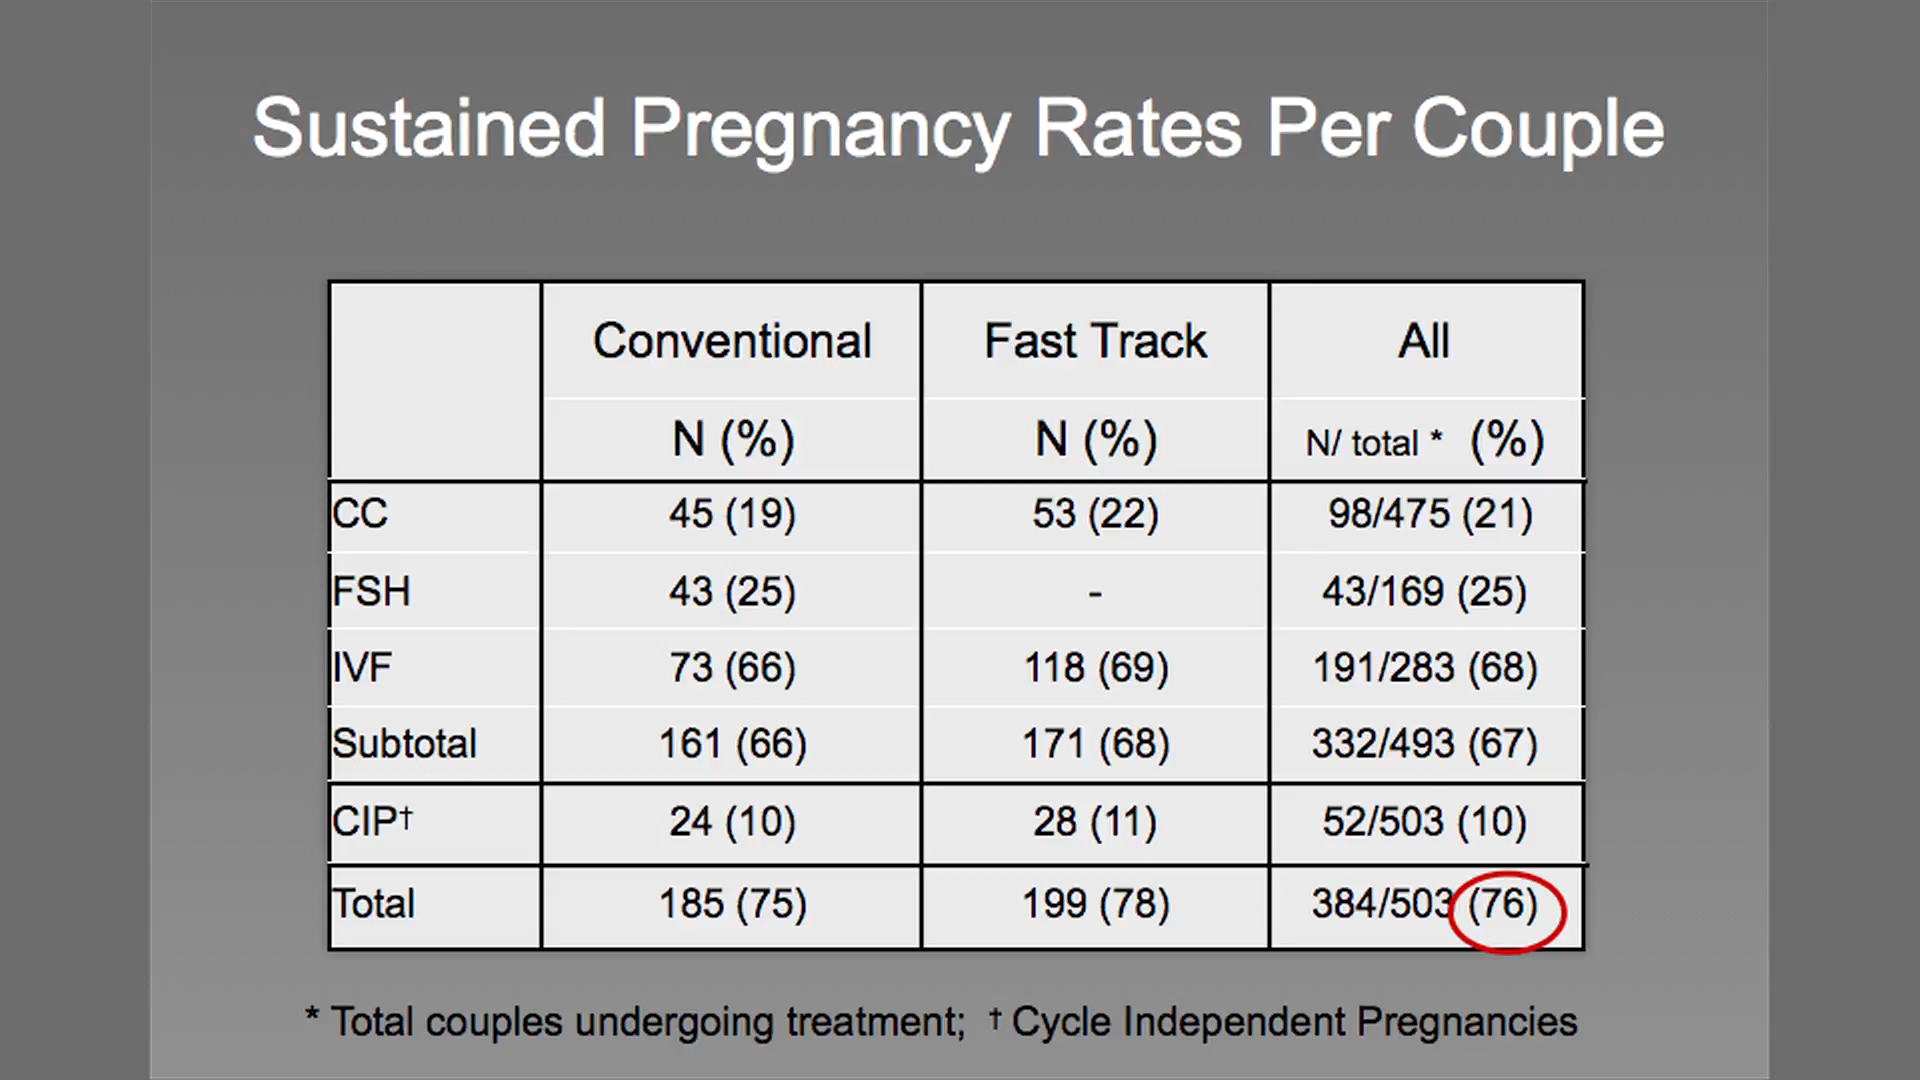 Sustained Pregnancy Rates Per Couple
Conventional Fast Track All
N (%) N (%) N/ total * (%)
CC 45 (19) 53 (22) 98/475 (21)
FSH 43 (25) - 43/169 (25)
IVF 73 (66) 118 (69) 191/283 (68)
Subtotal 161 (66) 171 (68) 332/493 (67)
CIP† 24 (10) 28 (11) 52/503 (10)
Total 185 (75) 199 (78) 384/503 (76)
* Total couples undergoing treatment; † Cycle Independent Pregnancies